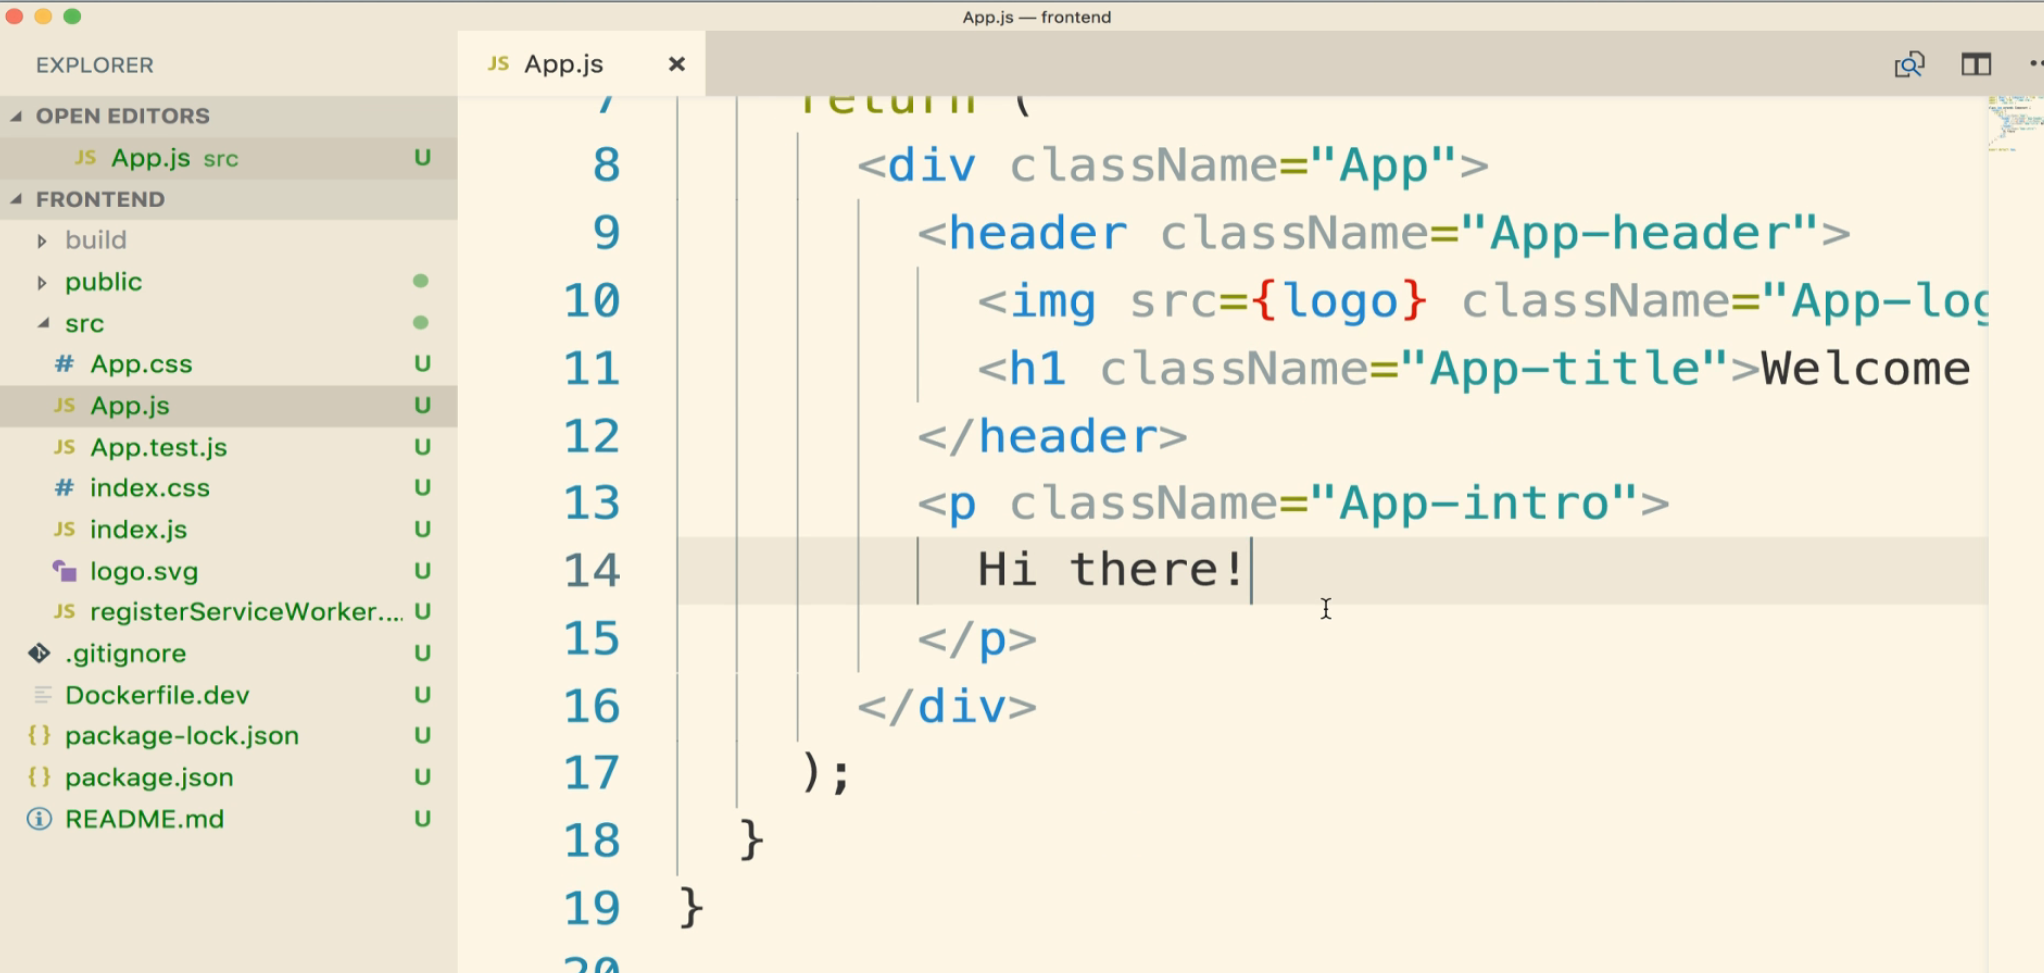 App.js — frontend
EXPLORER
JS App.js
OPEN EDITORS
JS App.js src U
FRONTEND
build
public
src
# App.css U
JS App.js U
JS App.test.js U
# index.css U
JS index.js U
logo.svg U
JS registerServiceWorker.... U
.gitignore U
Dockerfile.dev U
{} package-lock.json U
{} package.json U
README.md U
7 return (
8 <div className="App">
9 <header className="App-header">
10 <img src={logo} className="App-log
11 <h1 className="App-title">Welcome
12 </header>
13 <p className="App-intro">
14 Hi there!
15 </p>
16 </div>
17 );
18 }
19 }
20